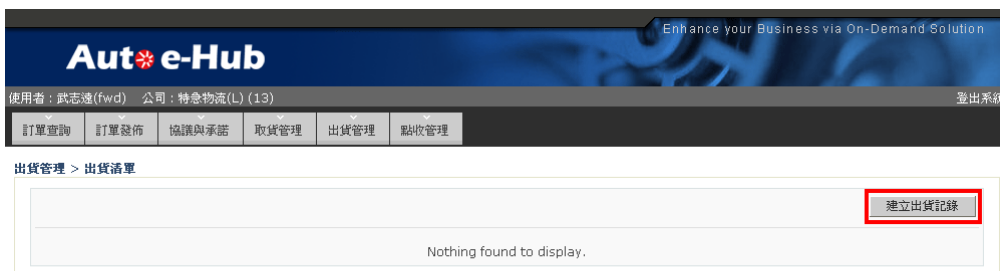 Enhance your Business via On-Demand Solution
Auto e-Hub
使用者：武志遠(fwd) 公司：特急物流(L) (13) 登出系統
訂單查詢 訂單發佈 協議與承諾 取貨管理 出貨管理 點收管理
出貨管理 > 出貨清單
建立出貨記錄
Nothing found to display.